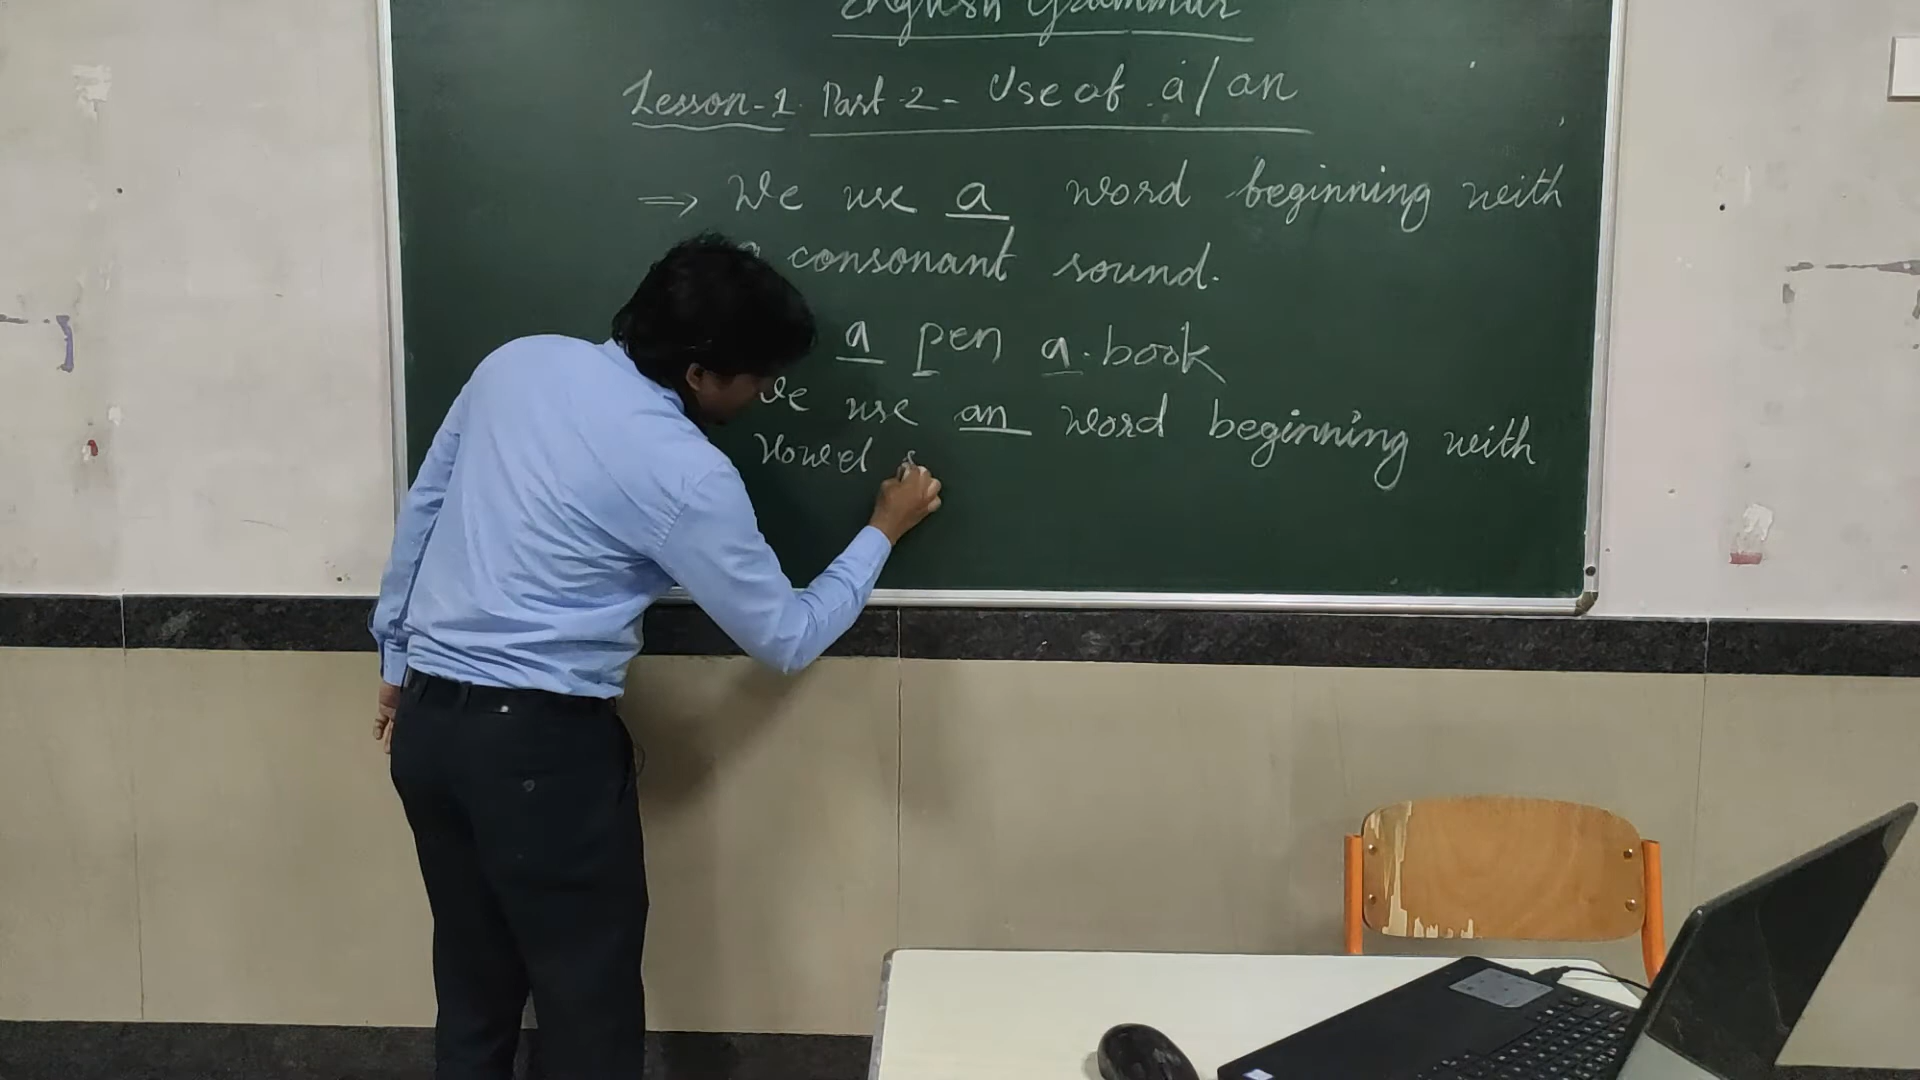 English Grammar
Lesson-1. Part-2- Use of a/an
⇒ We use a word beginning with
a consonant sound.
a pen a book
We use an word beginning with
Vowel s